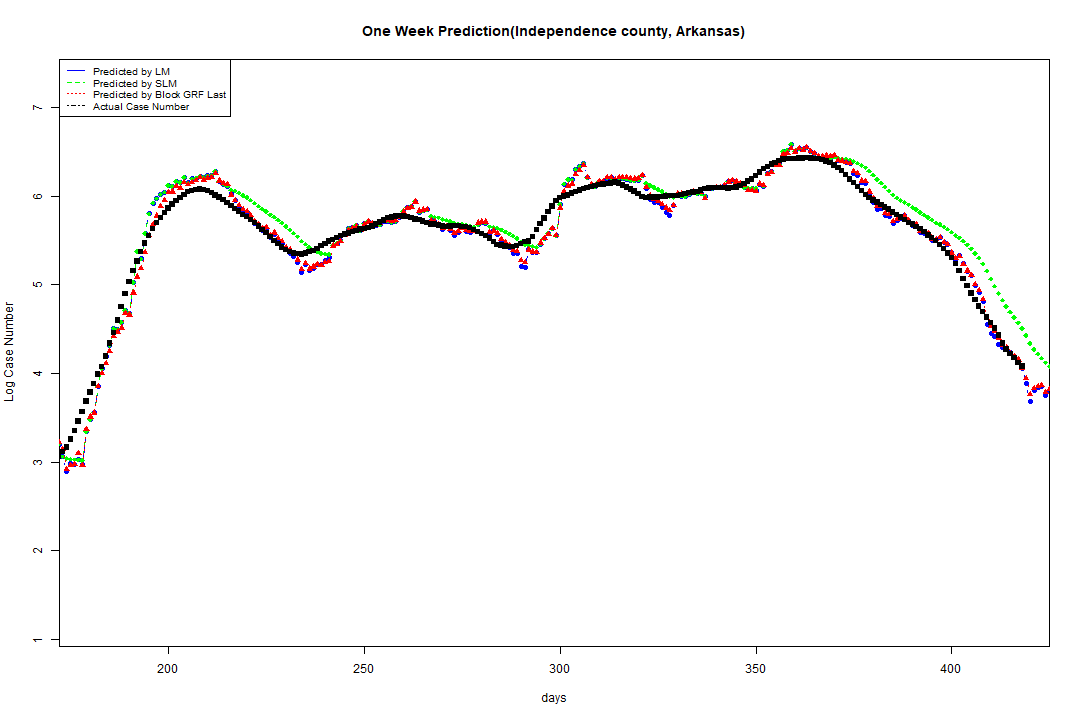 One Week Prediction(Independence county, Arkansas)
Predicted by LM
Predicted by SLM
Predicted by Block GRF Last
Actual Case Number
7
6
5
4
3
2
1
Log Case Number
200 250 300 350 400
days